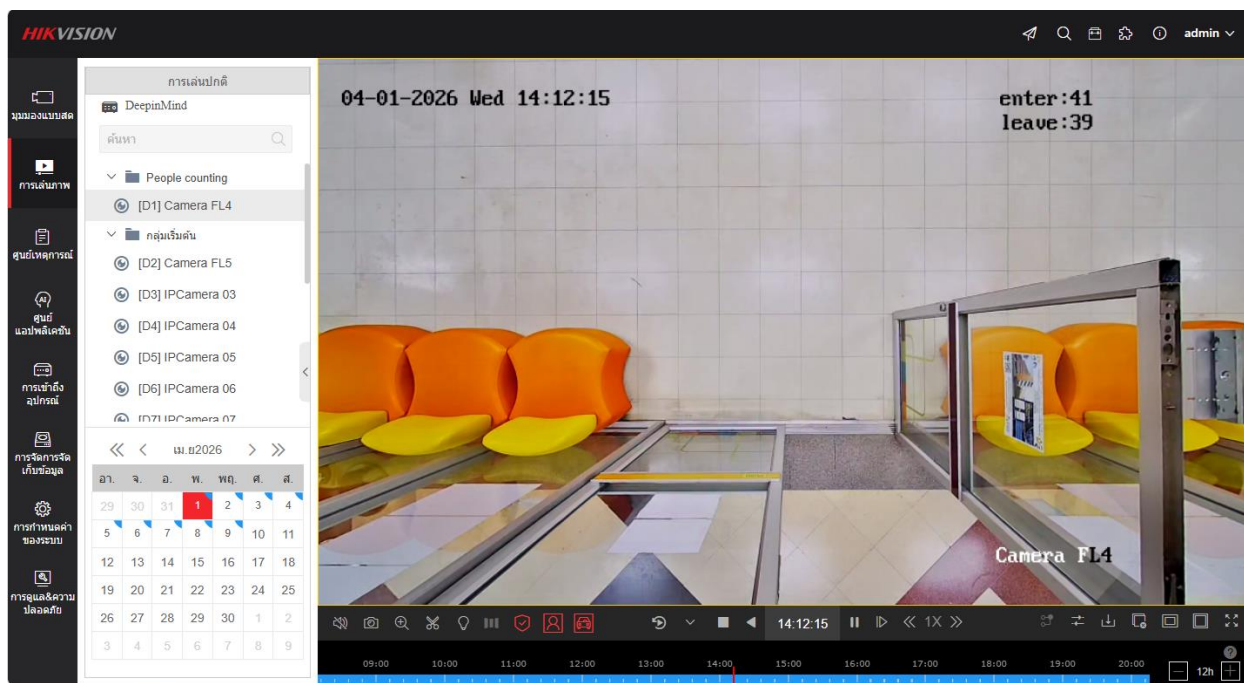 HIKVISION
admin
มุมมองแบบสด
การเล่นภาพ
ศูนย์เหตุการณ์
ศูนย์
แอปพลิเคชัน
การเข้าถึง
อุปกรณ์
การจัดการจัด
เก็บข้อมูล
การกำหนดค่า
ของระบบ
การดูแล&ความ
ปลอดภัย
การเล่นปกติ
DeepinMind
ค้นหา
People counting
[D1] Camera FL4
กลุ่มเริ่มต้น
[D2] Camera FL5
[D3] IPCamera 03
[D4] IPCamera 04
[D5] IPCamera 05
[D6] IPCamera 06
[D7] IPCamera 07
เม.ย2026
อา. จ. อ. พ. พฤ. ศ. ส.
29 30 31 1 2 3 4
5 6 7 8 9 10 11
12 13 14 15 16 17 18
19 20 21 22 23 24 25
26 27 28 29 30 1 2
3 4 5 6 7 8 9
04-01-2026 Wed 14:12:15
enter:41
leave:39
Camera FL4
14:12:15
1X
09:00 10:00 11:00 12:00 13:00 14:00 15:00 16:00 17:00 18:00 19:00 20:00
12h